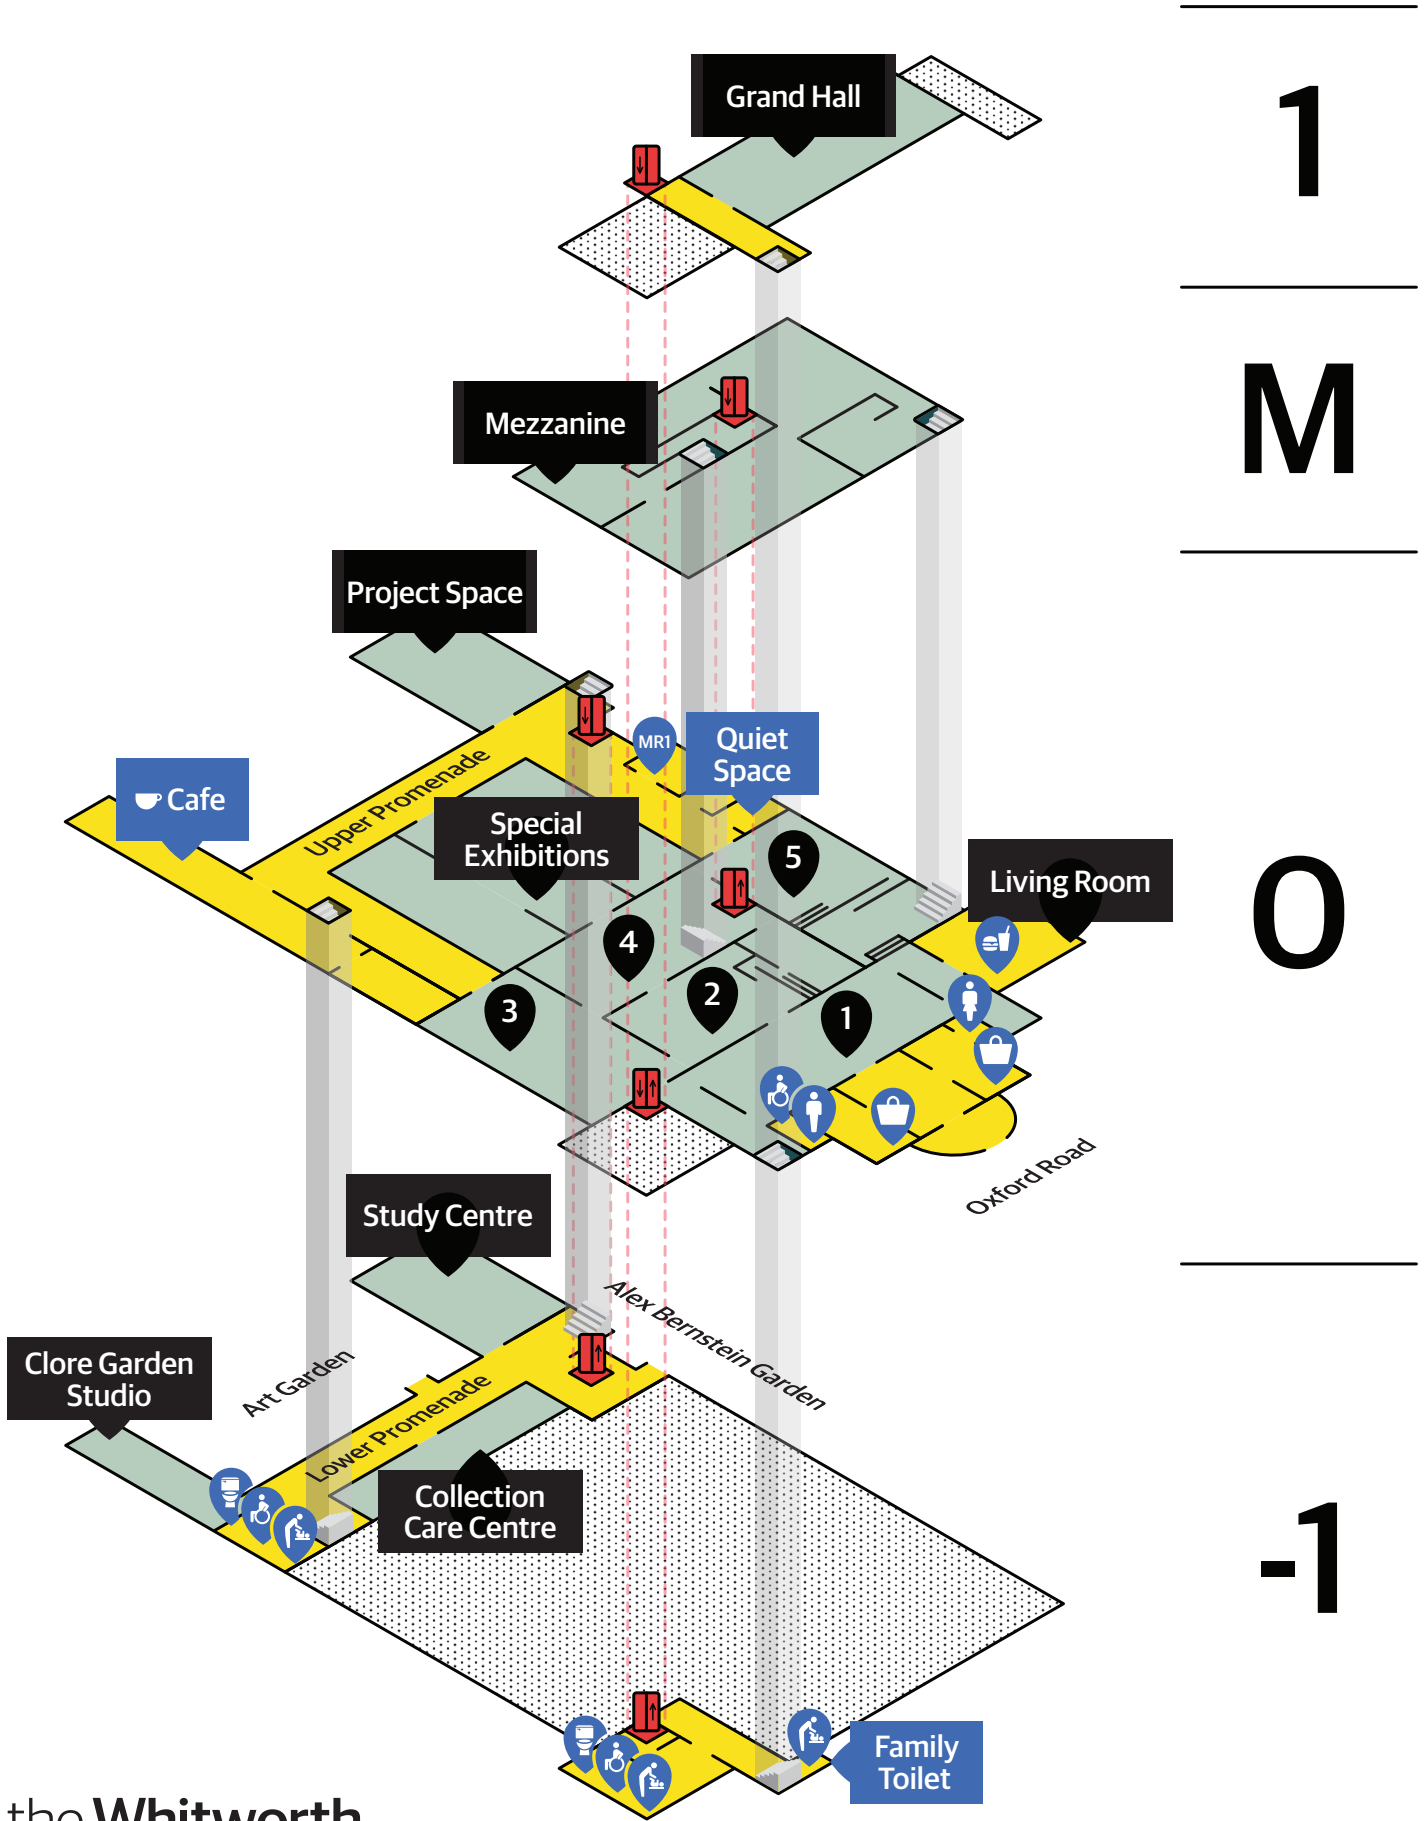 Grand Hall
1
Mezzanine
M
Project Space
MR1
Quiet
Space
Upper Promenade
Cafe
Special
Exhibitions
5
Living Room
0
4
3
2
1
Oxford Road
Study Centre
Alex Bernstein Garden
Clore Garden
Studio
Art Garden
Lower Promenade
Collection
Care Centre
-1
Family
Toilet
the Whitworth